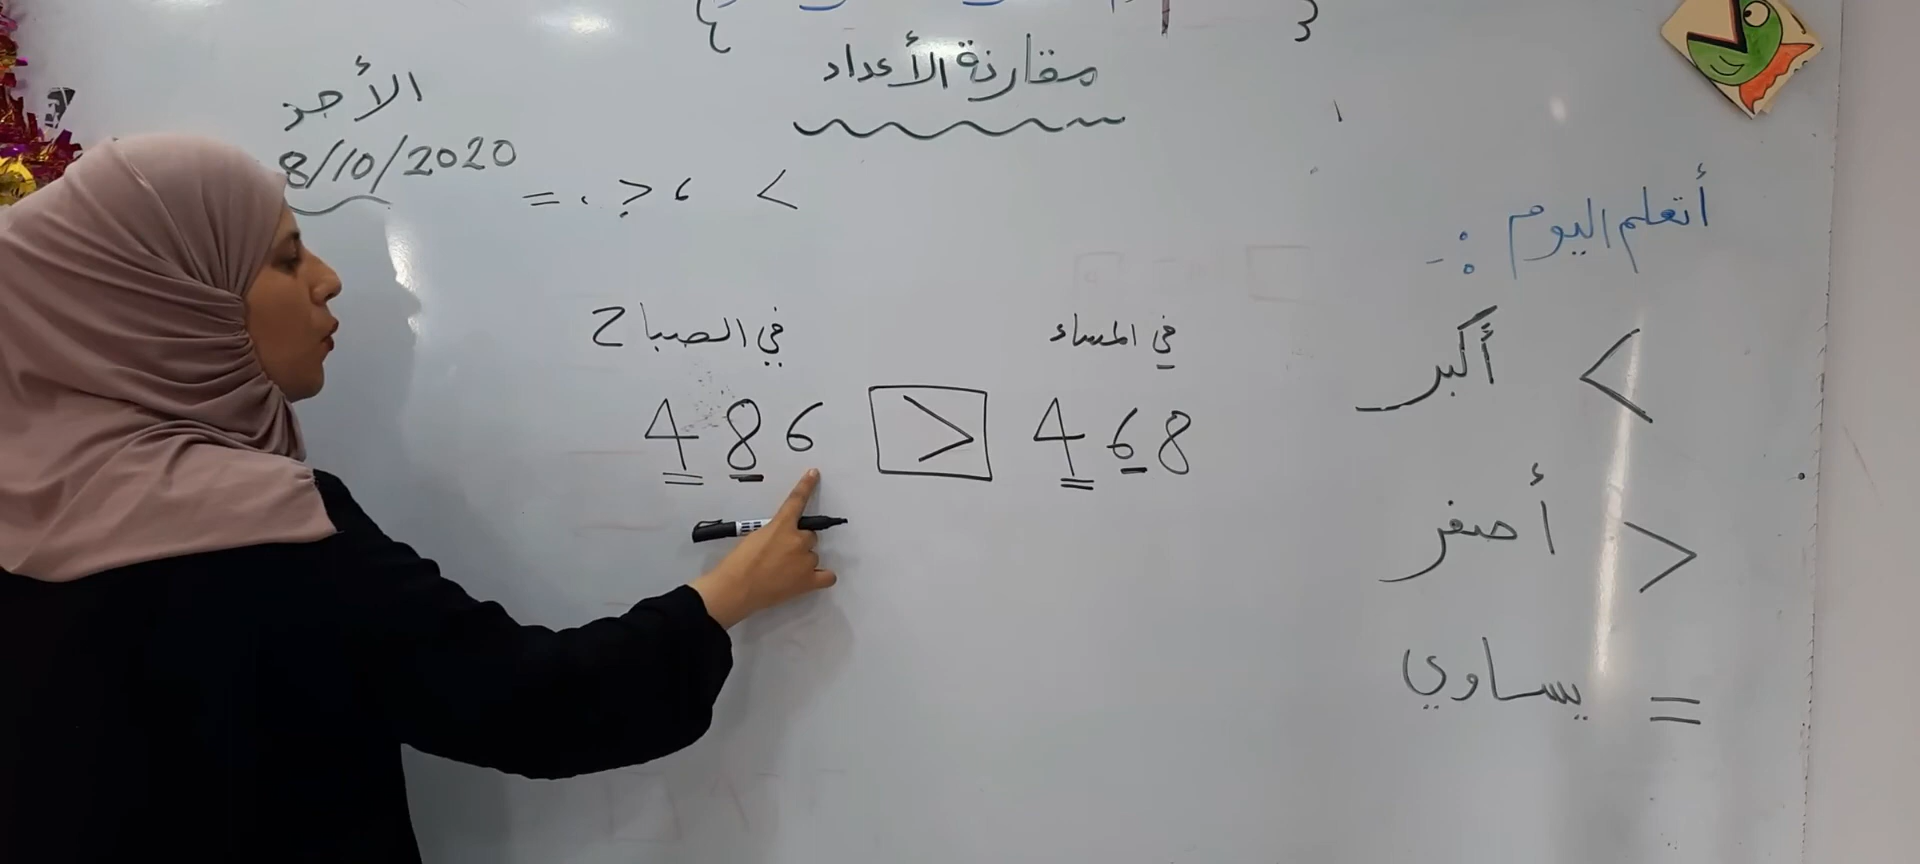 مقارنة الأعداد
الأحد
8/10/2020
< ، > ، =
أتعلم اليوم :-
في الصباح
في المساء
486 > 468
< أكبر
> أصغر
= يساوي